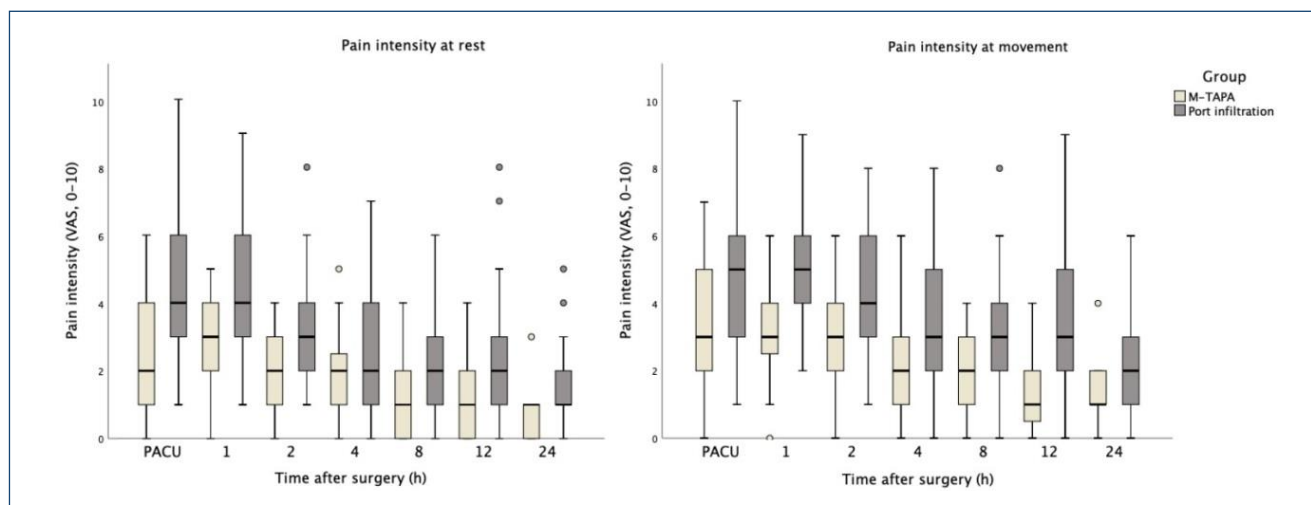 Pain intensity at rest
Pain intensity (VAS, 0-10)
10
8
6
4
2
0
PACU 1 2 4 8 12 24
Time after surgery (h)
Pain intensity at movement
Pain intensity (VAS, 0-10)
10
8
6
4
2
0
PACU 1 2 4 8 12 24
Time after surgery (h)
Group
M-TAPA
Port infiltration